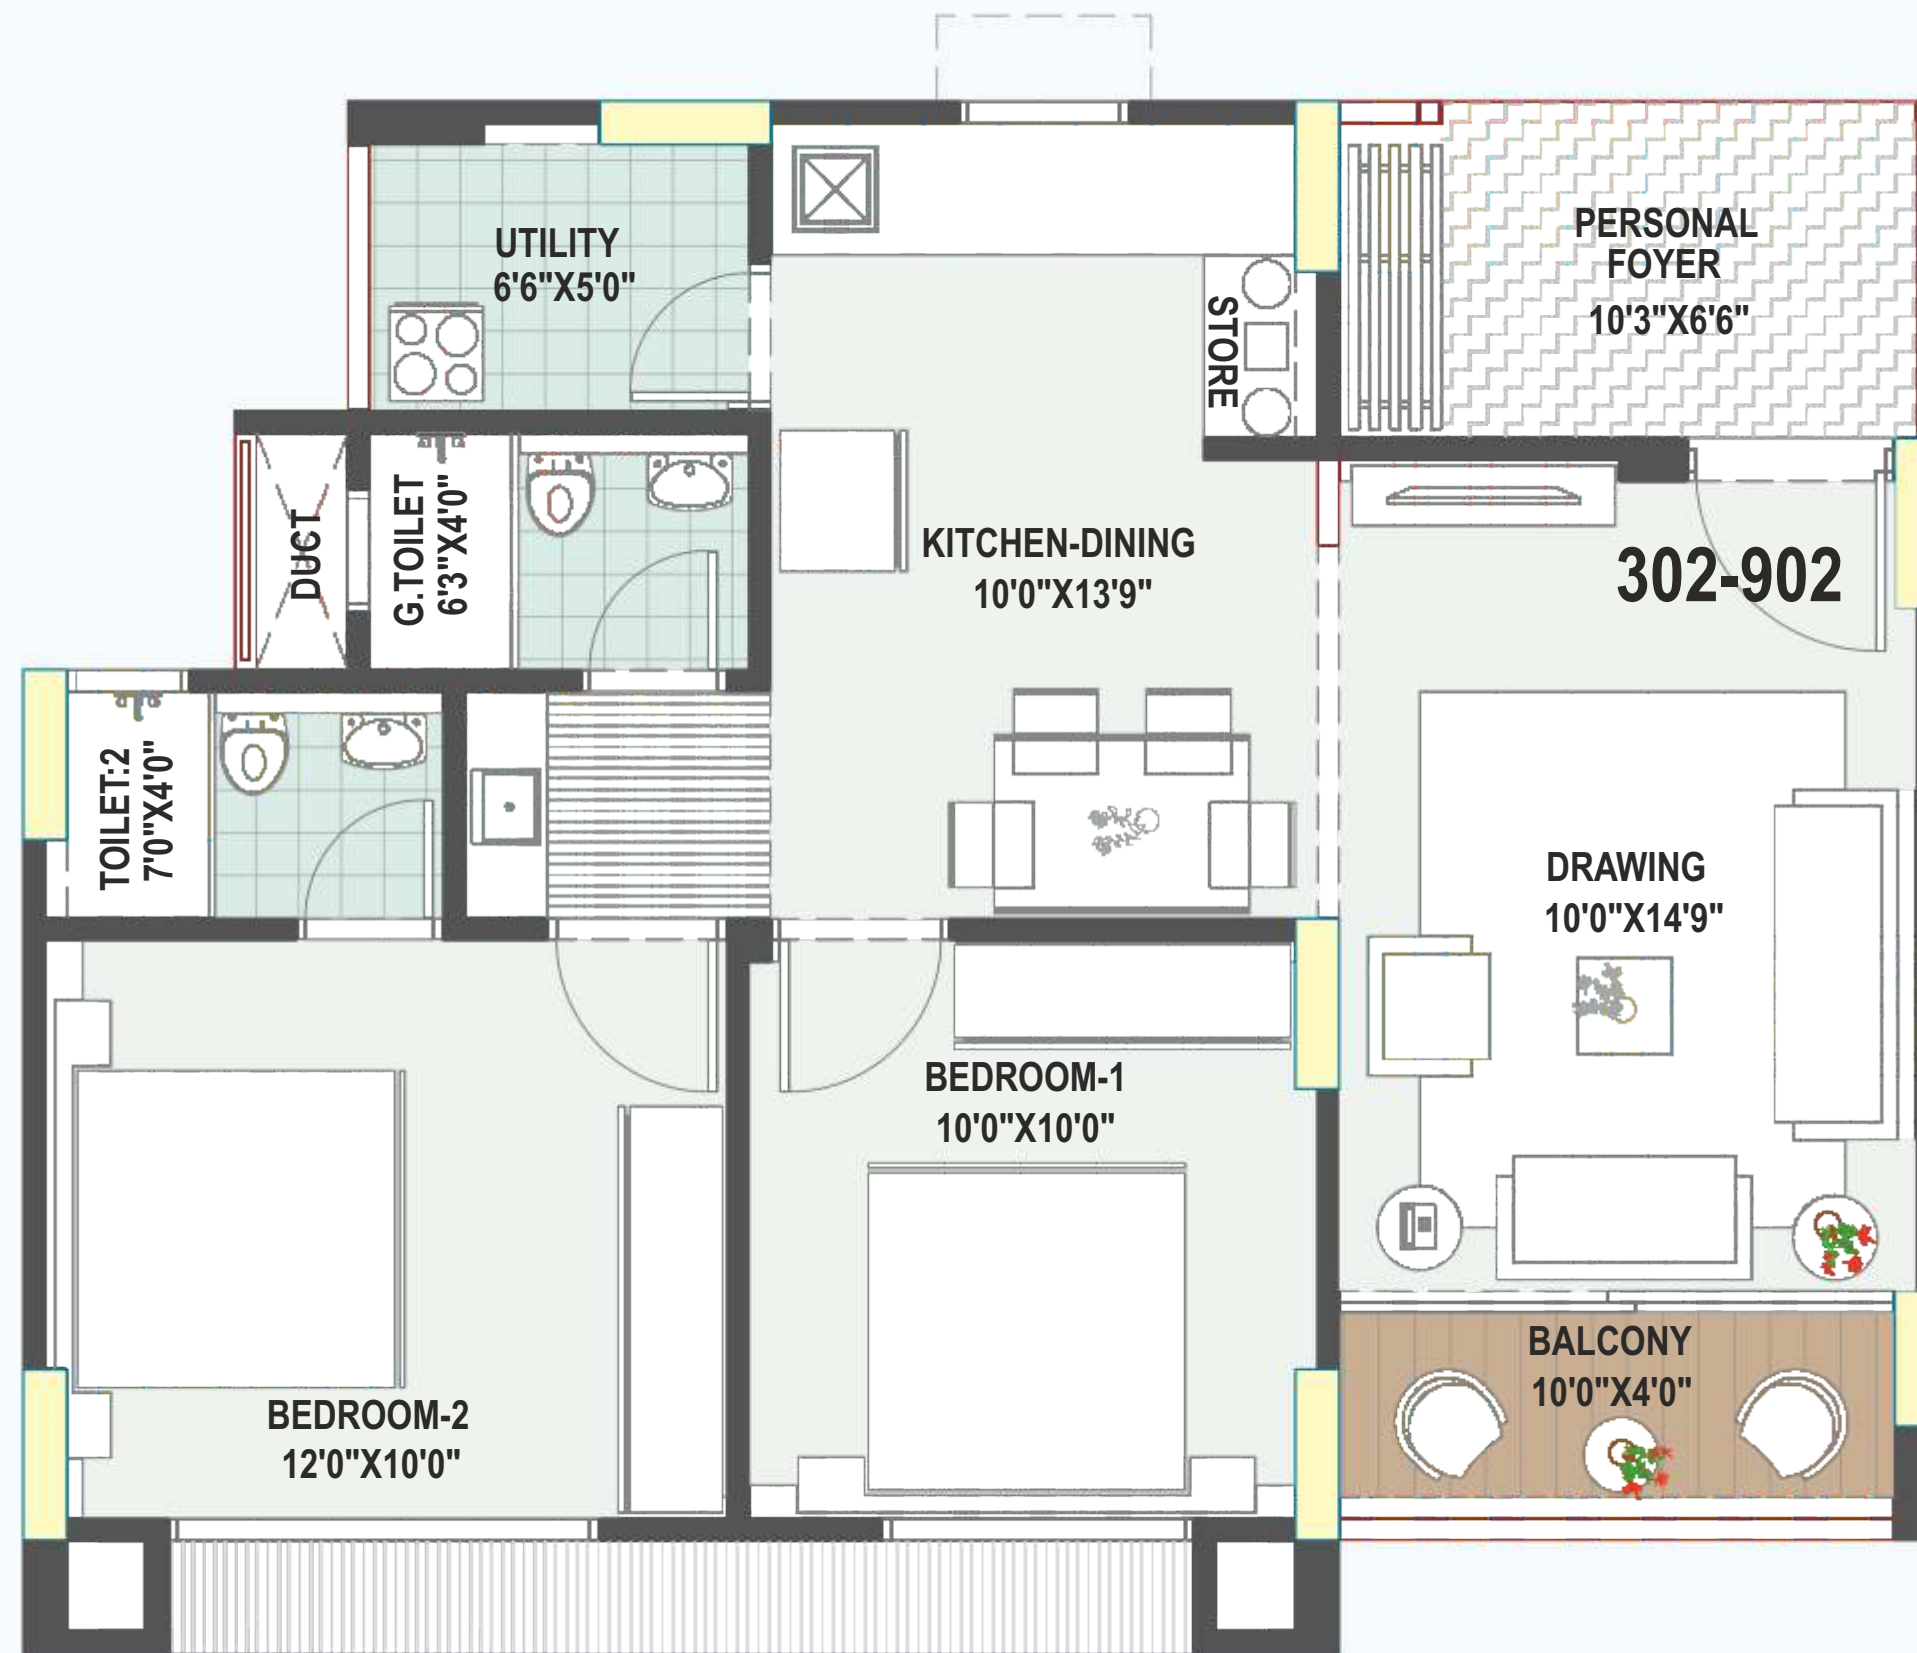 UTILITY
6'6"X5'0"
PERSONAL
FOYER
10'3"X6'6"
STORE
DUCT
G.TOILET
6'3"X4'0"
KITCHEN-DINING
10'0"X13'9"
302-902
TOILET:2
7'0"X4'0"
DRAWING
10'0"X14'9"
BEDROOM-1
10'0"X10'0"
BALCONY
10'0"X4'0"
BEDROOM-2
12'0"X10'0"